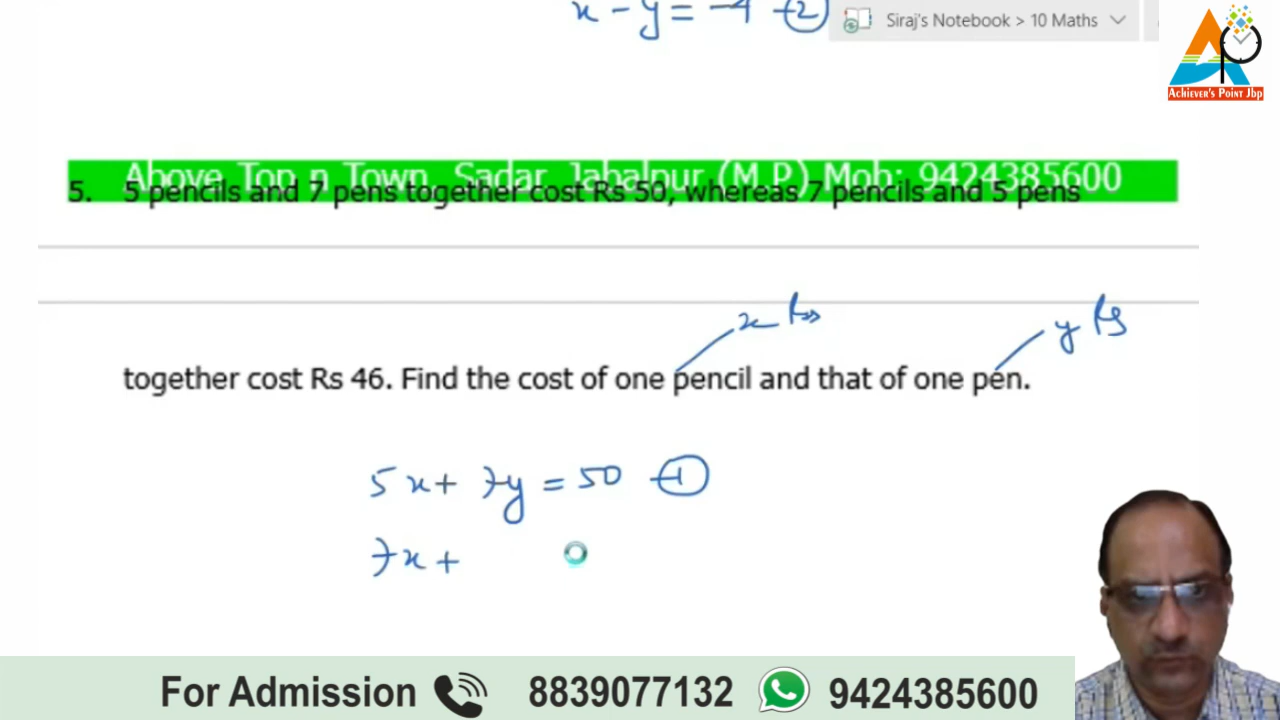 x - y = -4 -2
Siraj's Notebook > 10 Maths
ACHIEVER'S POINT Jbp
Above Top n Town, Sadar, Jabalpur (M.P) Mob: 9424385600
5. 5 pencils and 7 pens together cost Rs 50, whereas 7 pencils and 5 pens
x Rs
y Rs
together cost Rs 46. Find the cost of one pencil and that of one pen.
5x + 7y = 50 -1
7x +
For Admission 8839077132 9424385600